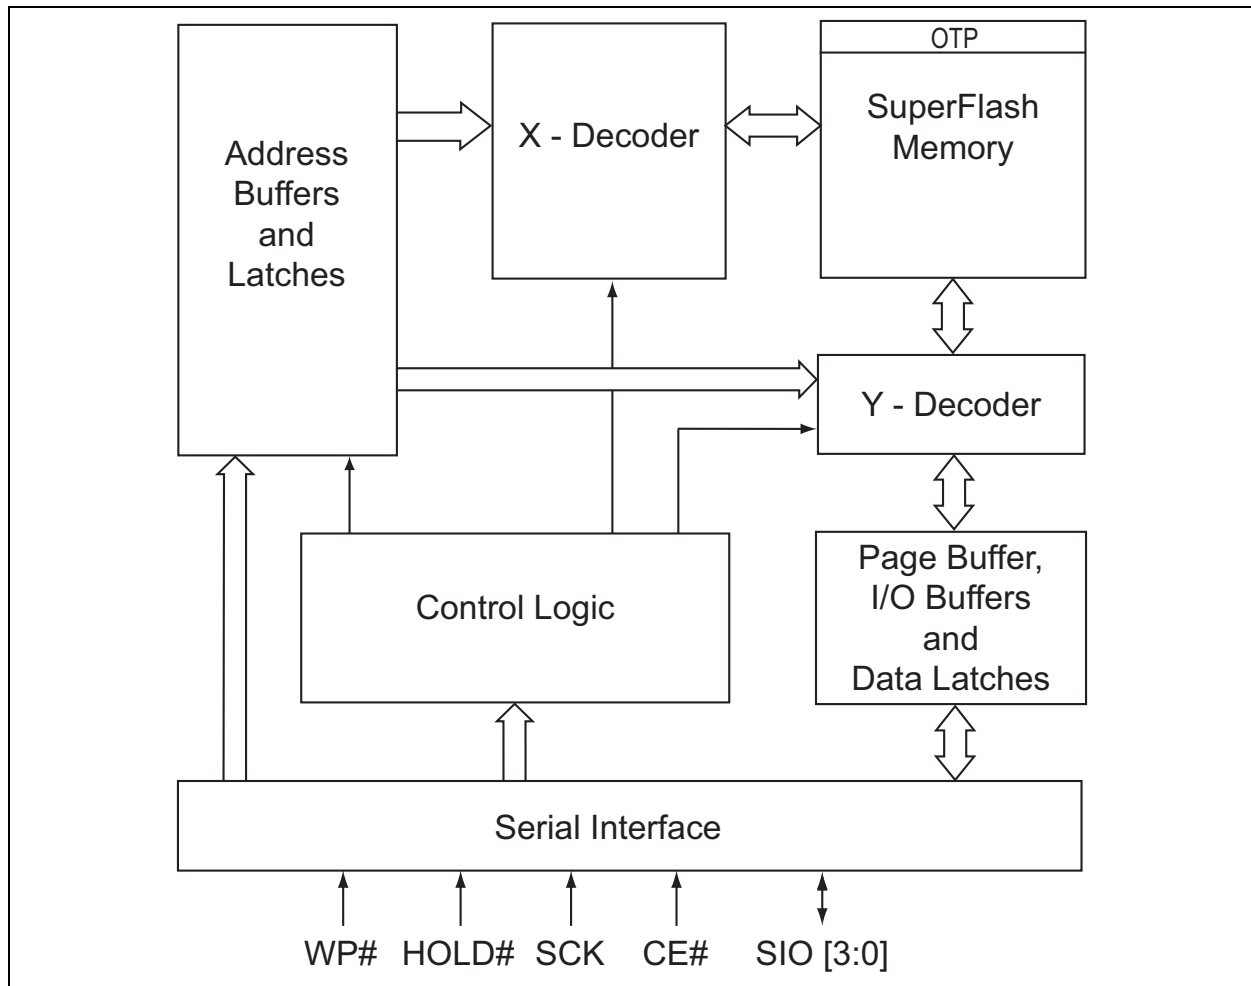 OTP
SuperFlash
Memory
X - Decoder
Address
Buffers
and
Latches
Y - Decoder
Control Logic
Page Buffer,
I/O Buffers
and
Data Latches
Serial Interface
WP#
HOLD#
SCK
CE#
SIO [3:0]